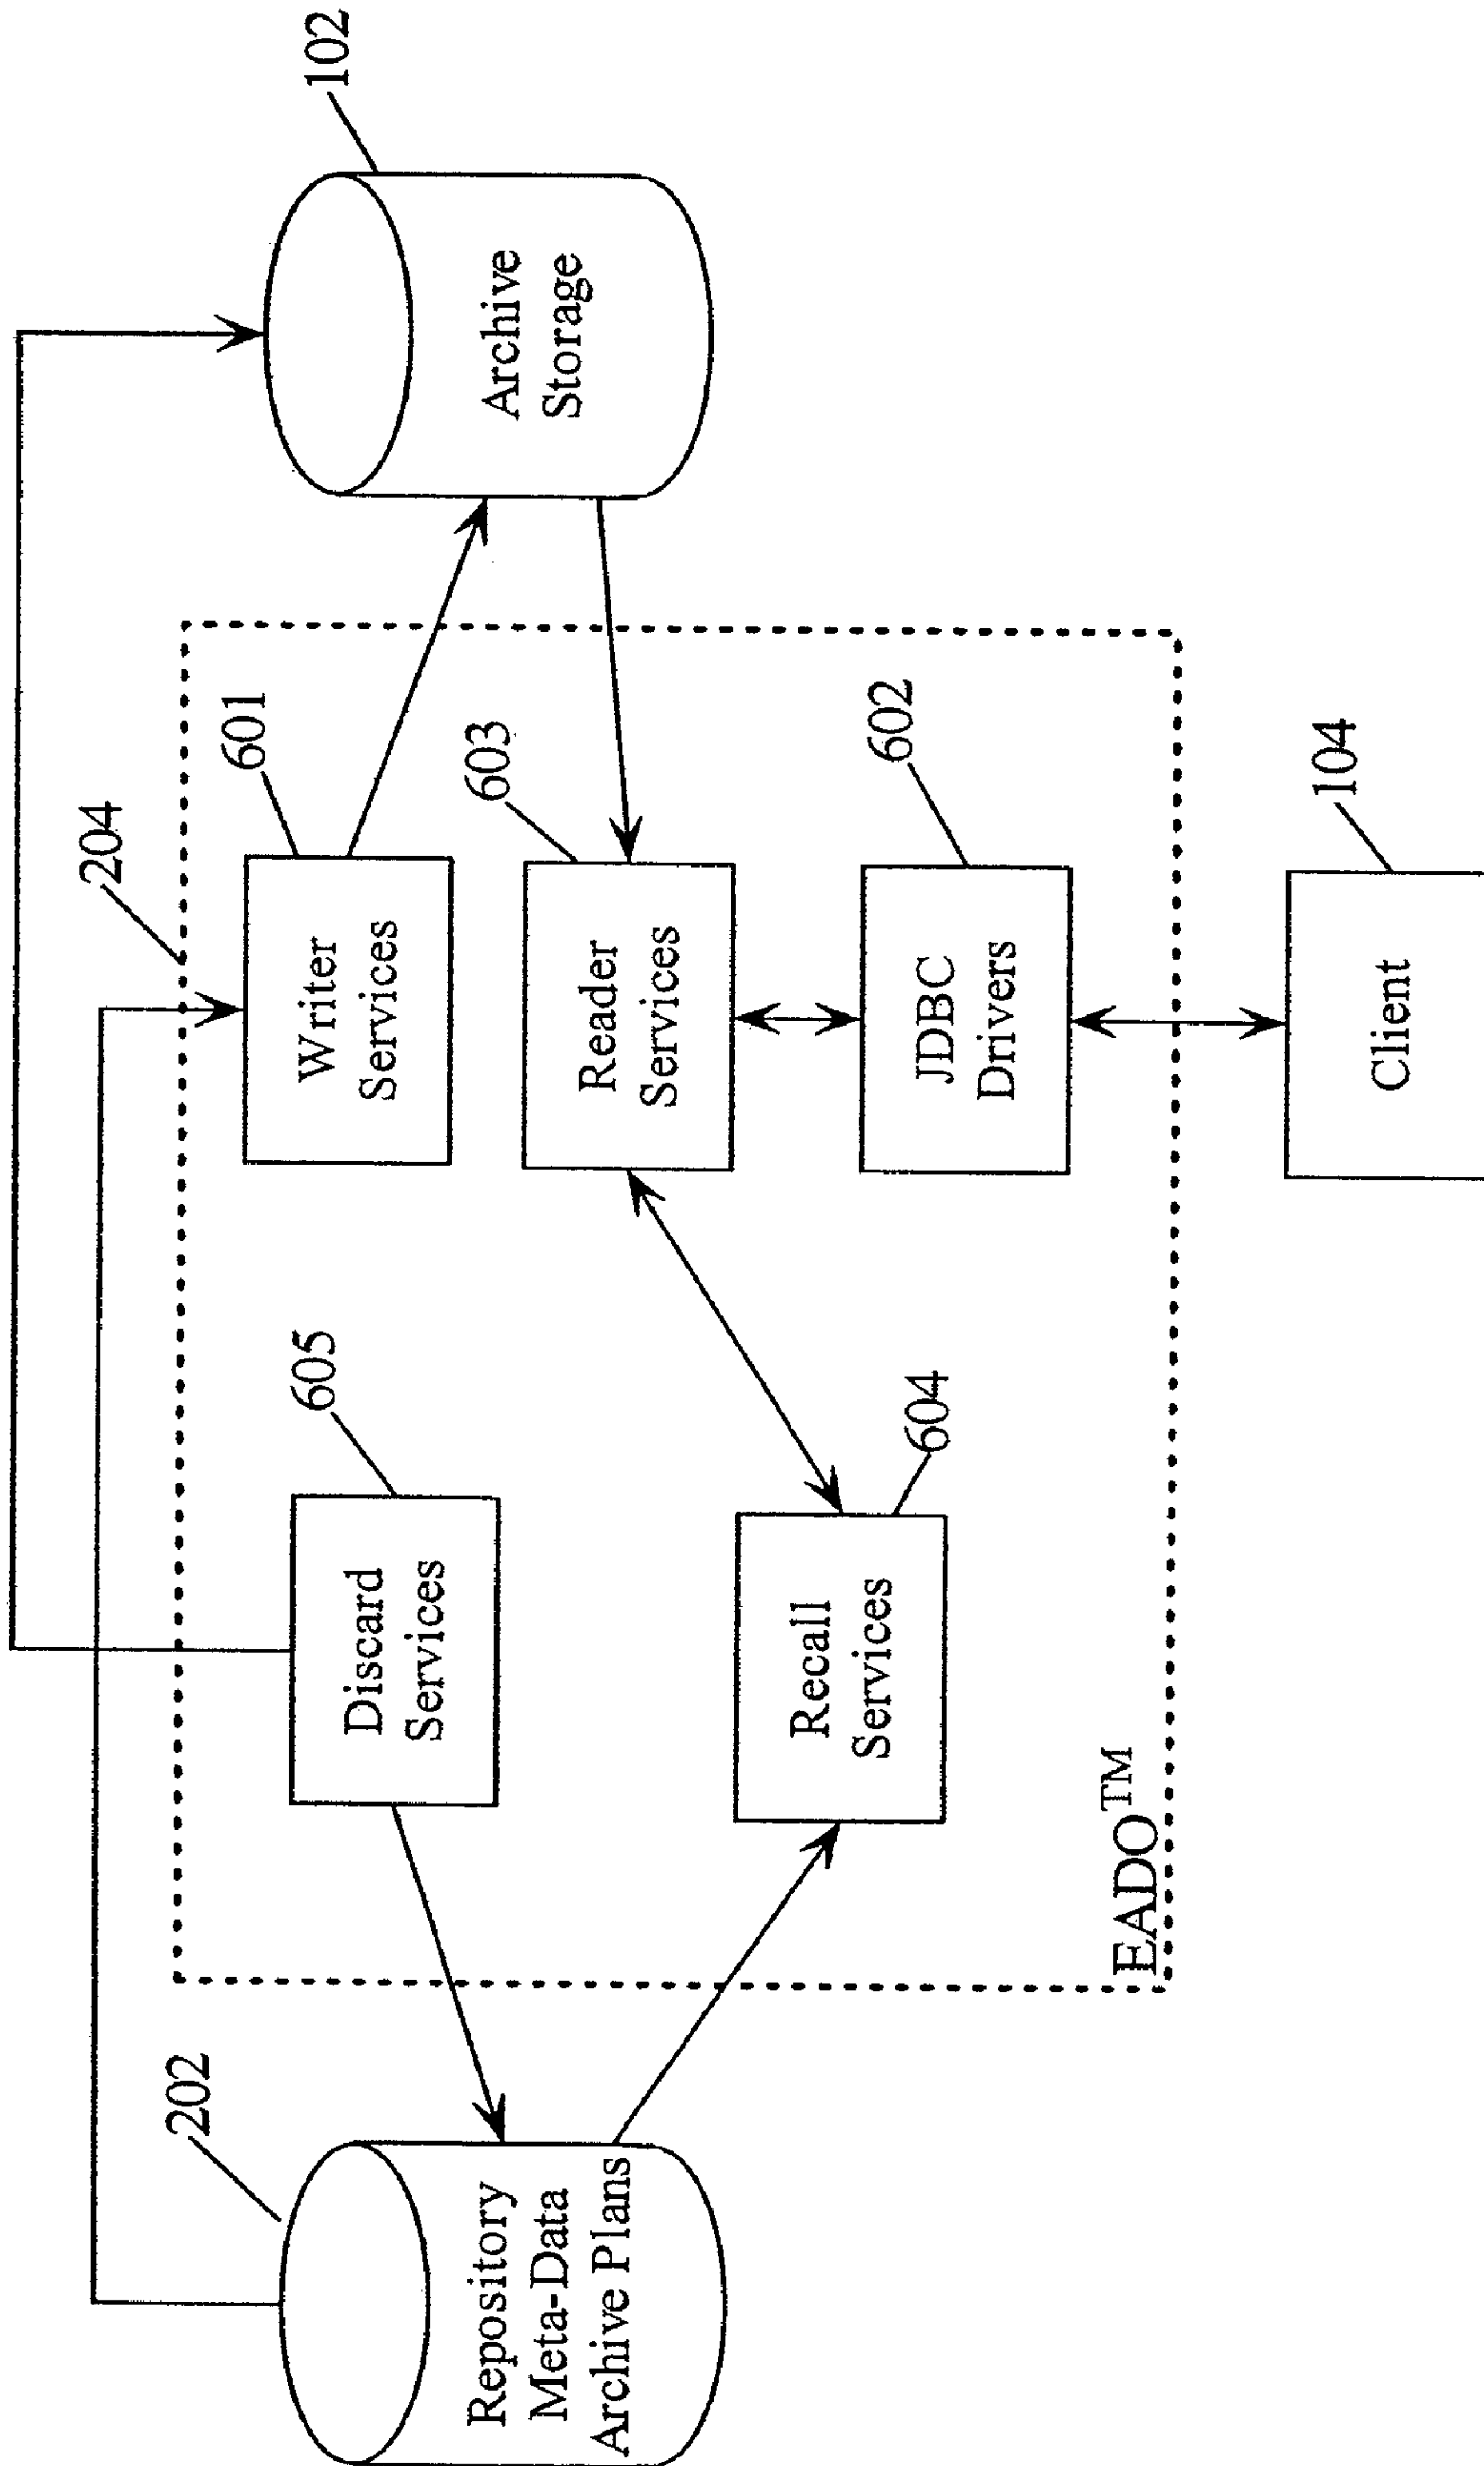 102
204
601
Writer
Services
Archive
Storage
603
Reader
Services
605
Discard
Services
202
Repository
Meta-Data
Archive Plans
602
JDBC
Drivers
604
Recall
Services
EADO™
104
Client